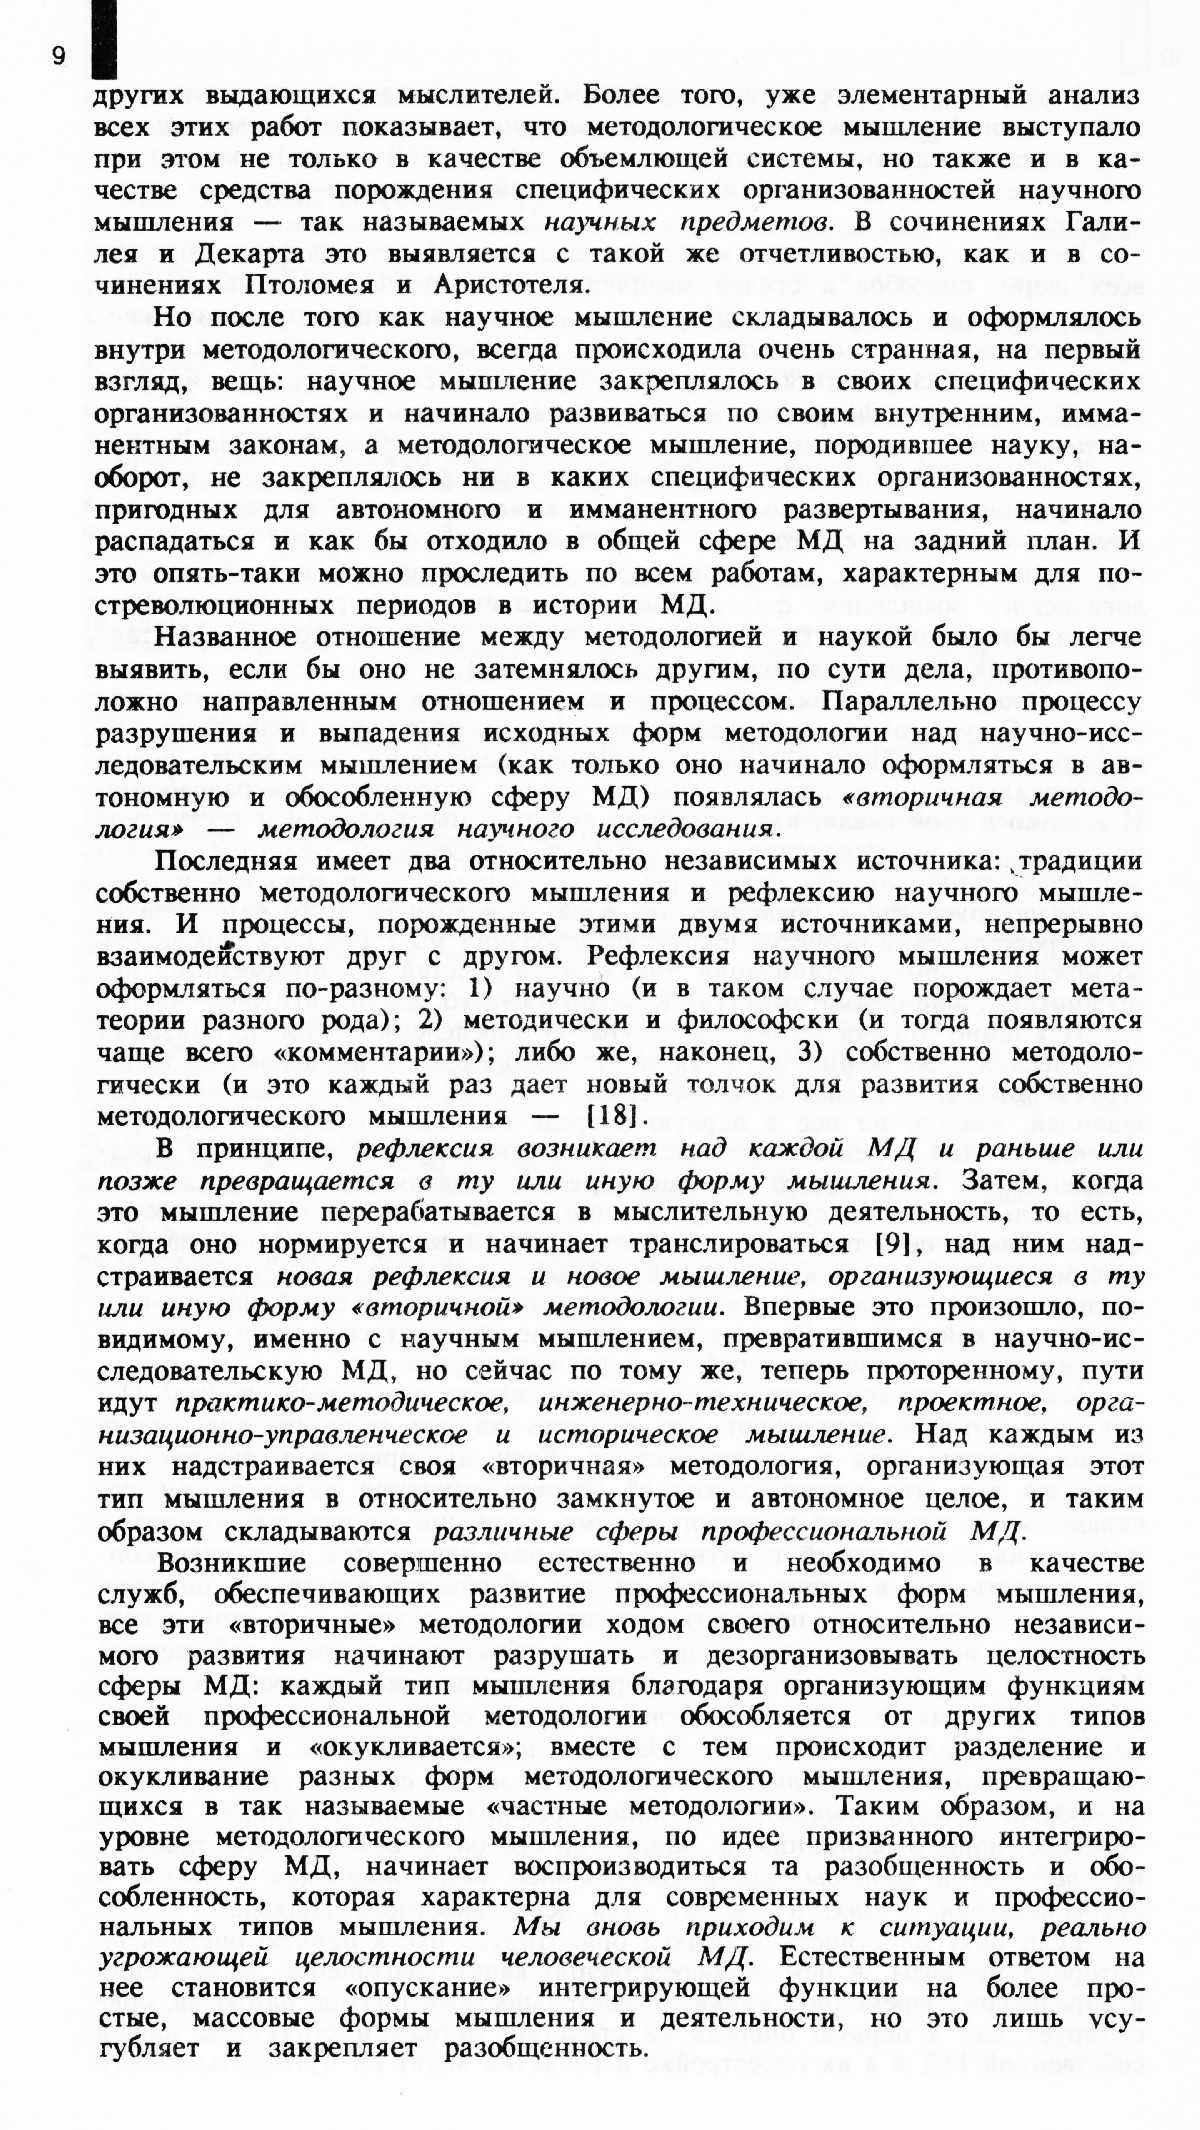 9
других выдающихся мыслителей. Более того, уже элементарный анализ
всех этих работ показывает, что методологическое мышление выступало
при этом не только в качестве объемлющей системы, но также и в ка-
честве средства порождения специфических организованностей научного
мышления — так называемых научных предметов. В сочинениях Гали-
лея и Декарта это выявляется с такой же отчетливостью, как и в со-
чинениях Птоломея и Аристотеля.
Но после того как научное мышление складывалось и оформлялось
внутри методологического, всегда происходила очень странная, на первый
взгляд, вещь: научное мышление закреплялось в своих специфических
организованностях и начинало развиваться по своим внутренним, имма-
нентным законам, а методологическое мышление, породившее науку, на-
оборот, не закреплялось ни в каких специфических организованностях,
пригодных для автономного и имманентного развертывания, начинало
распадаться и как бы отходило в общей сфере МД на задний план. И
это опять-таки можно проследить по всем работам, характерным для по-
стреволюционных периодов в истории МД.
Названное отношение между методологией и наукой было бы легче
выявить, если бы оно не затемнялось другим, по сути дела, противопо-
ложно направленным отношением и процессом. Параллельно процессу
разрушения и выпадения исходных форм методологии над научно-исс-
ледовательским мышлением (как только оно начинало оформляться в ав-
тономную и обособленную сферу МД) появлялась «вторичная методо-
логия» — методология научного исследования.
Последняя имеет два относительно независимых источника: традиции
собственно методологического мышления и рефлексию научного мышле-
ния. И процессы, порожденные этими двумя источниками, непрерывно
взаимодействуют друг с другом. Рефлексия научного мышления может
оформляться по-разному: 1) научно (и в таком случае порождает мета-
теории разного рода); 2) методически и философски (и тогда появляются
чаще всего «комментарии»); либо же, наконец, 3) собственно методоло-
гически (и это каждый раз дает новый толчок для развития собственно
методологического мышления — [18].
В принципе, рефлексия возникает над каждой МД и раньше или
позже превращается в ту или иную форму мышления. Затем, когда
это мышление перерабатывается в мыслительную деятельность, то есть,
когда оно нормируется и начинает транслироваться [9], над ним над-
страивается новая рефлексия и новое мышление, организующиеся в ту
или иную форму «вторичной» методологии. Впервые это произошло, по-
видимому, именно с научным мышлением, превратившимся в научно-ис-
следовательскую МД, но сейчас по тому же, теперь проторенному, пути
идут практико-методическое, инженерно-техническое, проектное, орга-
низационно-управленческое и историческое мышление. Над каждым из
них надстраивается своя «вторичная» методология, организующая этот
тип мышления в относительно замкнутое и автономное целое, и таким
образом складываются различные сферы профессиональной МД.
Возникшие совершенно естественно и необходимо в качестве
служб, обеспечивающих развитие профессиональных форм мышления,
все эти «вторичные» методологии ходом своего относительно независи-
мого развития начинают разрушать и дезорганизовывать целостность
сферы МД: каждый тип мышления благодаря организующим функциям
своей профессиональной методологии обособляется от других типов
мышления и «окукливается»; вместе с тем происходит разделение и
окукливание разных форм методологического мышления, превращаю-
щихся в так называемые «частные методологии». Таким образом, и на
уровне методологического мышления, по идее призванного интегриро-
вать сферу МД, начинает воспроизводиться та разобщенность и обо-
собленность, которая характерна для современных наук и профессио-
нальных типов мышления. Мы вновь приходим к ситуации, реально
угрожающей целостности человеческой МД. Естественным ответом на
нее становится «опускание» интегрирующей функции на более про-
стые, массовые формы мышления и деятельности, но это лишь усу-
губляет и закрепляет разобщенность.